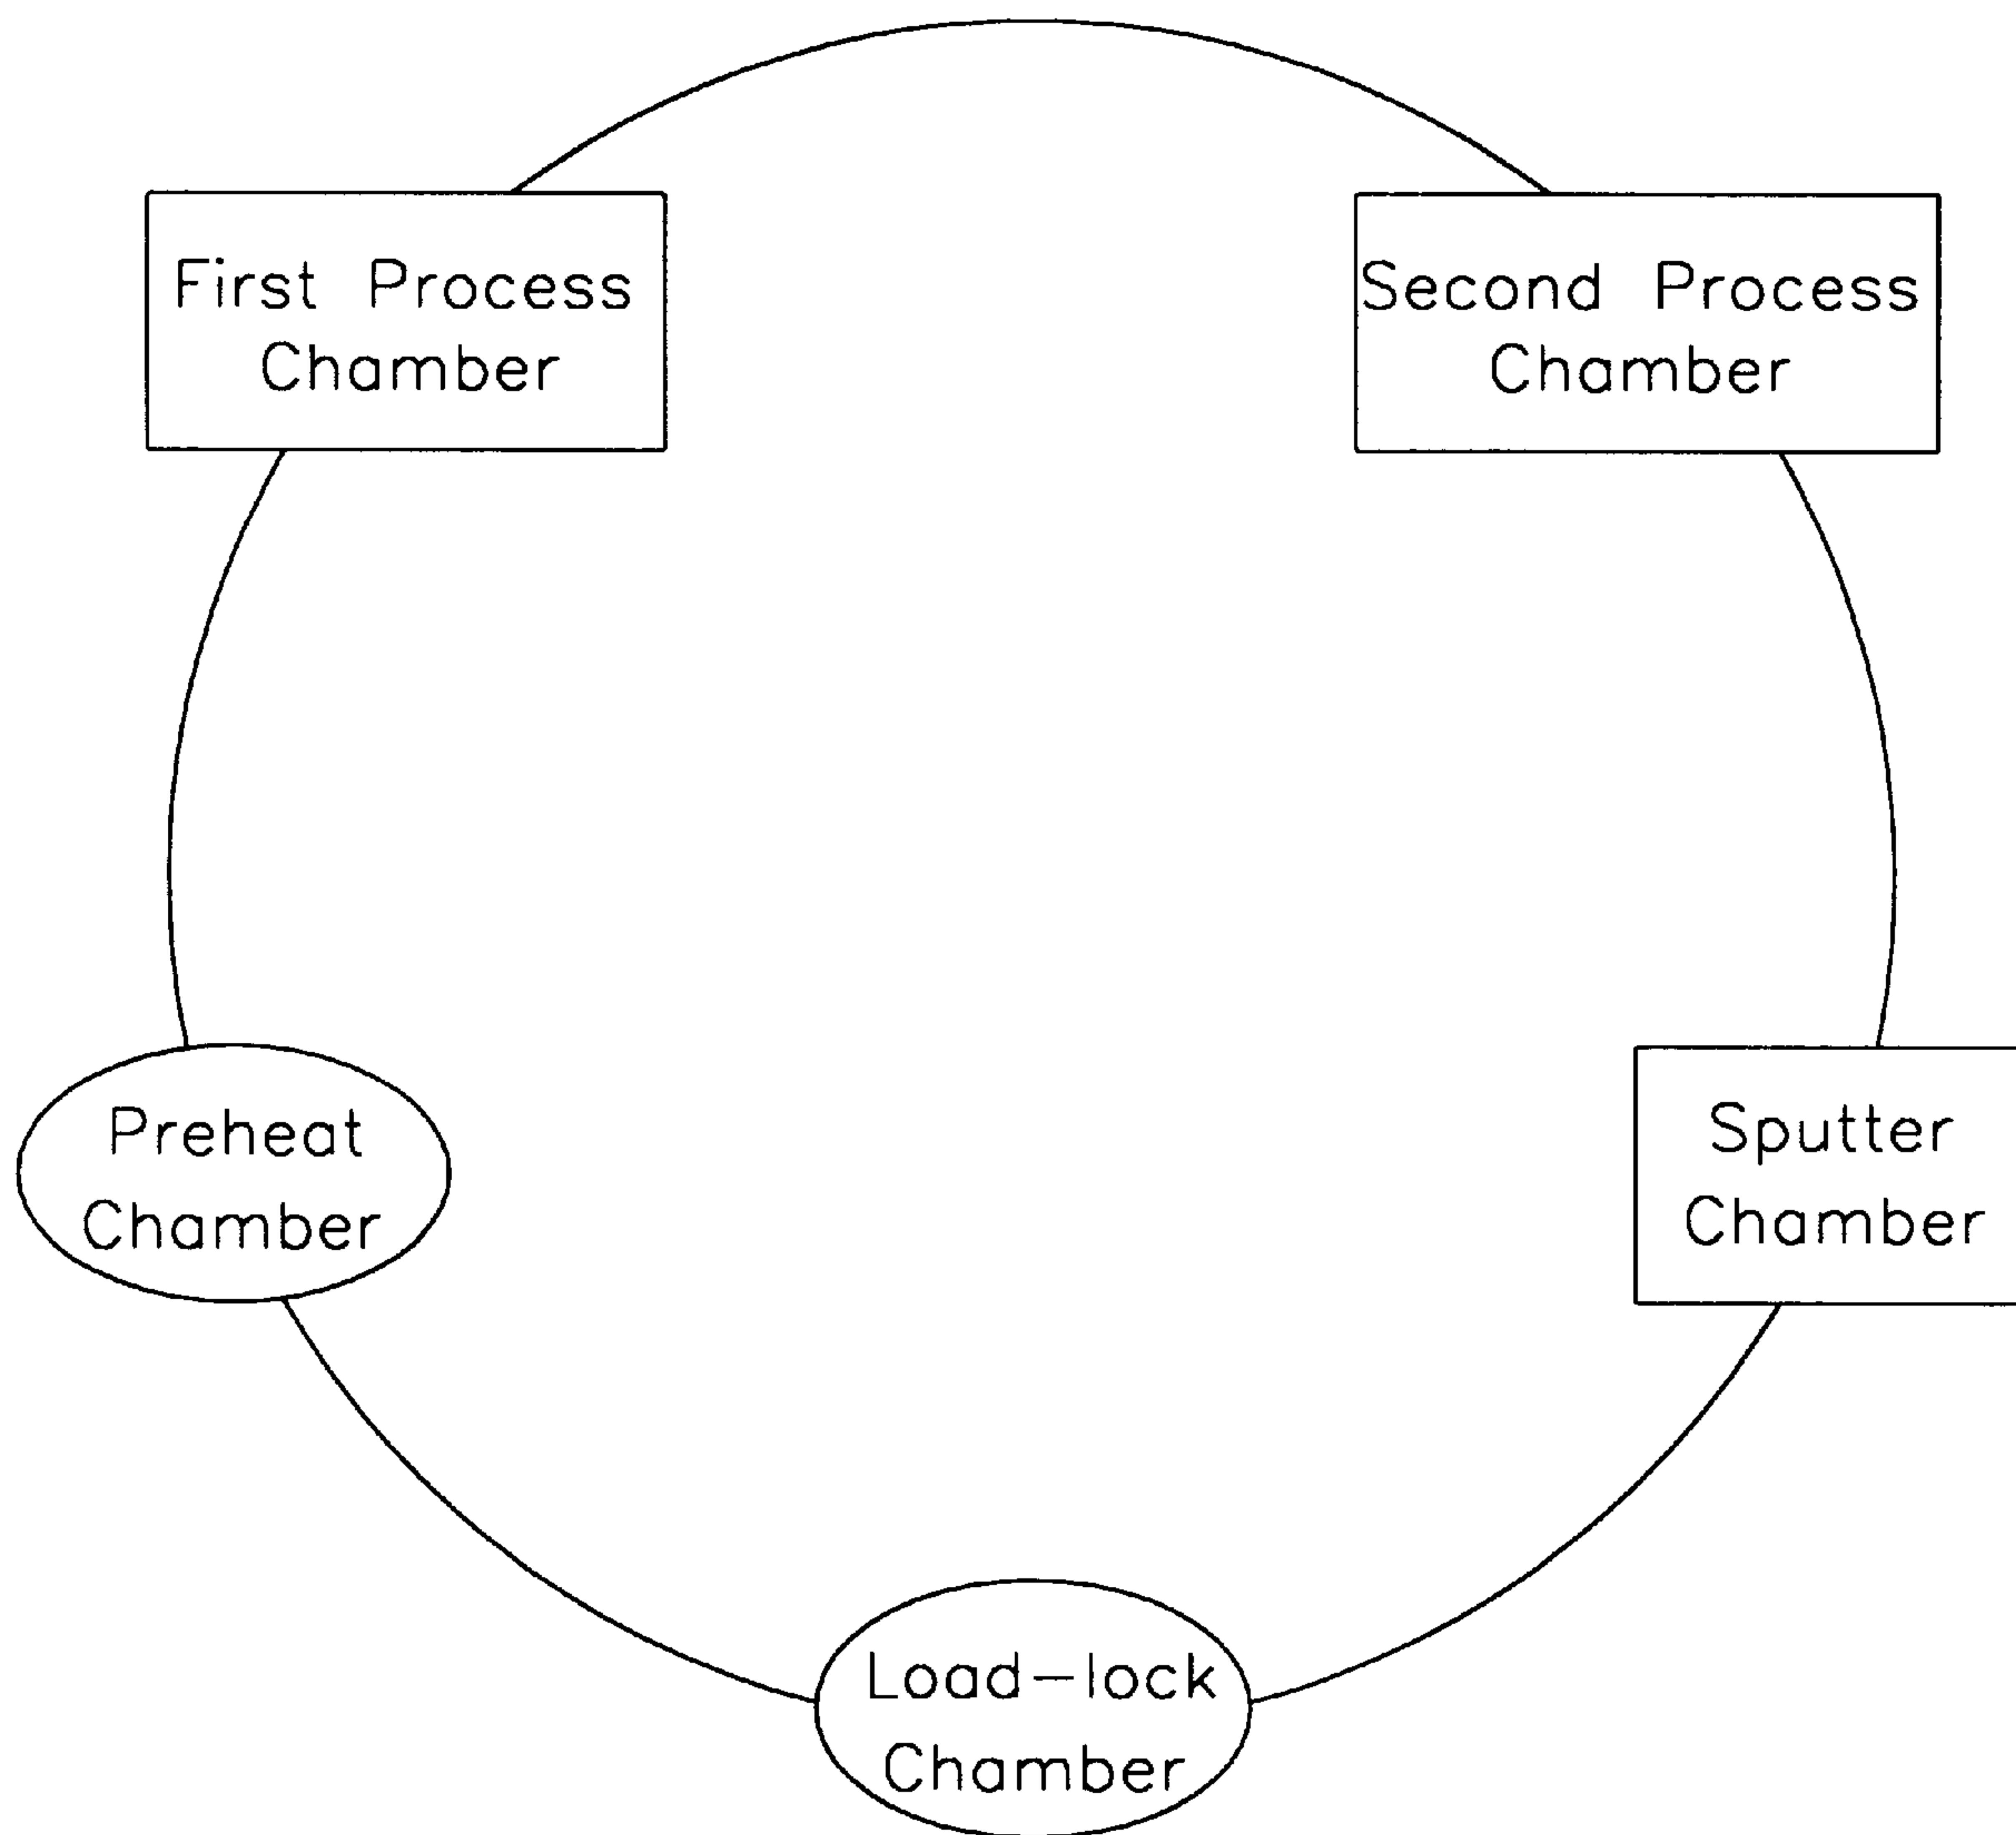 First Process
Chamber
Second Process
Chamber
Preheat
Chamber
Sputter
Chamber
Load-lock
Chamber